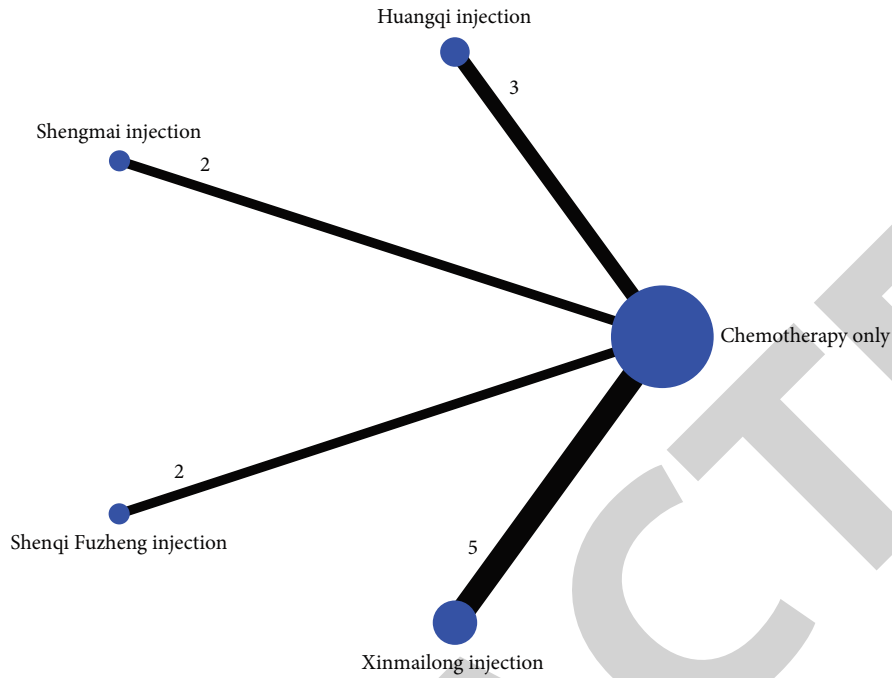 Huangqi injection
3
Shengmai injection
2
Chemotherapy only
2
Shenqi Fuzheng injection
5
Xinmailong injection